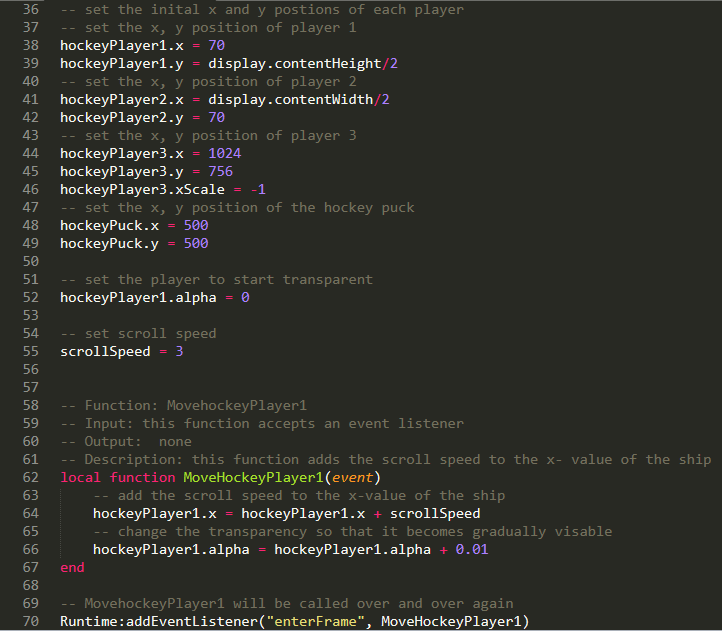 36 -- set the inital x and y postions of each player
37 -- set the x, y position of player 1
38 hockeyPlayer1.x = 70
39 hockeyPlayer1.y = display.contentHeight/2
40 -- set the x, y position of player 2
41 hockeyPlayer2.x = display.contentWidth/2
42 hockeyPlayer2.y = 70
43 -- set the x, y position of player 3
44 hockeyPlayer3.x = 1024
45 hockeyPlayer3.y = 756
46 hockeyPlayer3.xScale = -1
47 -- set the x, y position of the hockey puck
48 hockeyPuck.x = 500
49 hockeyPuck.y = 500
50
51 -- set the player to start transparent
52 hockeyPlayer1.alpha = 0
53
54 -- set scroll speed
55 scrollSpeed = 3
56
57
58 -- Function: MovehockeyPlayer1
59 -- Input: this function accepts an event listener
60 -- Output:  none
61 -- Description: this function adds the scroll speed to the x- value of the ship
62 local function MoveHockeyPlayer1(event)
63     -- add the scroll speed to the x-value of the ship
64     hockeyPlayer1.x = hockeyPlayer1.x + scrollSpeed
65     -- change the transparency so that it becomes gradually visable
66     hockeyPlayer1.alpha = hockeyPlayer1.alpha + 0.01
67 end
68
69 -- MovehockeyPlayer1 will be called over and over again
70 Runtime:addEventListener("enterFrame", MoveHockeyPlayer1)